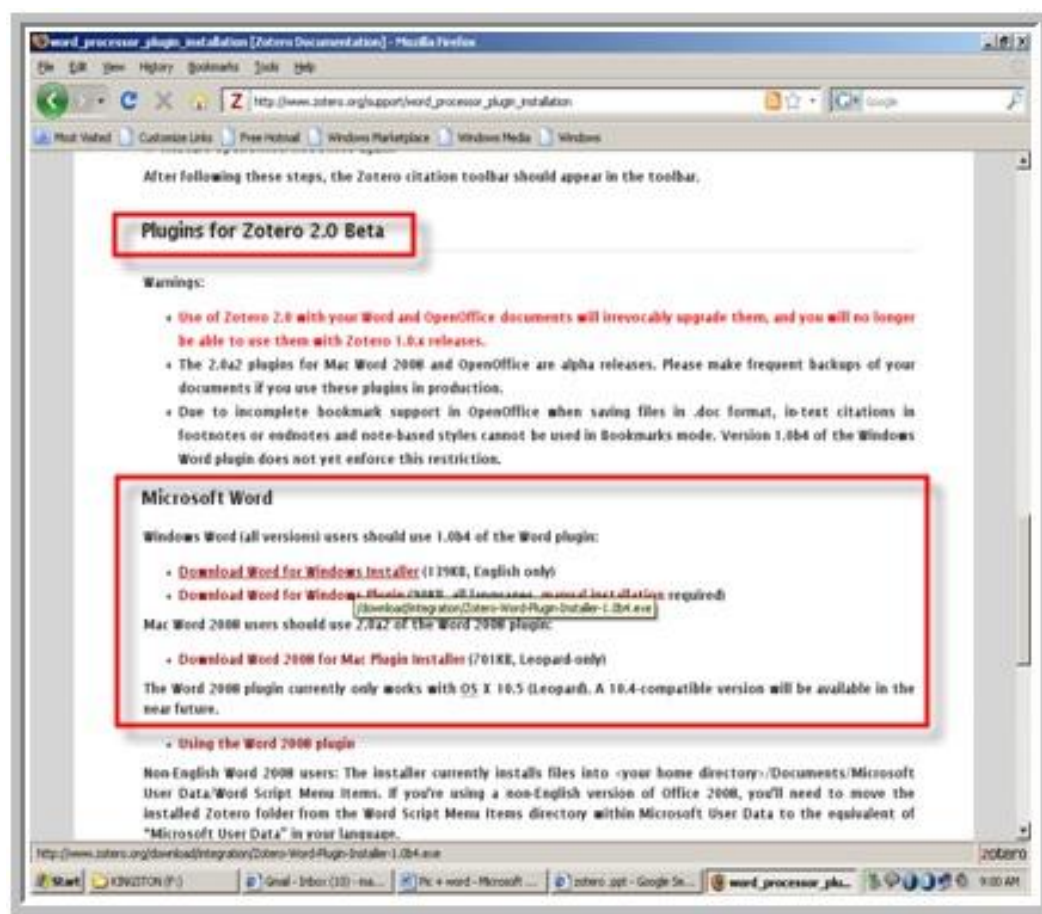 word_processor_plugin_installation [Zotero Documentation] - Mozilla Firefox
File Edit View History Bookmarks Tools Help
http://www.zotero.org/support/word_processor_plugin_installation
Google
Most Visited Customize Links Free Hotmail Windows Marketplace Windows Media Windows
After following these steps, the Zotero citation toolbar should appear in the toolbar.
Plugins for Zotero 2.0 Beta
Warnings:
Use of Zotero 2.0 with your Word and OpenOffice documents will irrevocably upgrade them, and you will no longer
be able to use them with Zotero 1.0.x releases.
The 2.0a2 plugins for Mac Word 2008 and OpenOffice are alpha releases. Please make frequent backups of your
documents if you use these plugins in production.
Due to incomplete bookmark support in OpenOffice when saving files in .doc format, in-text citations in
footnotes or endnotes and note-based styles cannot be used in Bookmarks mode. Version 1.0b4 of the Windows
Word plugin does not yet enforce this restriction.
Microsoft Word
Windows Word (all versions) users should use 1.0b4 of the Word plugin:
Download Word for Windows Installer (139KB, English only)
Download Word for Windows Plugin all languages, manual installation required)
/download/integration/Zotero-Word-Plugin-Installer-1.0b4.exe
Mac Word 2008 users should use 2.0a2 of the Word 2008 plugin:
Download Word 2008 for Mac Plugin Installer (701KB, Leopard-only)
The Word 2008 plugin currently only works with OS X 10.5 (Leopard). A 10.4-compatible version will be available in the
near future.
Using the Word 2008 plugin
Non-English Word 2008 users: The installer currently installs files into <your home directory>/Documents/Microsoft
User Data/Word Script Menu Items. If you're using a non-English version of Office 2008, you'll need to move the
installed Zotero folder from the Word Script Menu Items directory within Microsoft User Data to the equivalent of
"Microsoft User Data" in your language.
http://www.zotero.org/download/integration/Zotero-Word-Plugin-Installer-1.0b4.exe
zotero
Start KINGSTON (F:) Gmail - Inbox (10) - na... Pic + word - Microsoft ... zotero .ppt - Google Se... word_processor_plu... 9:00 AM